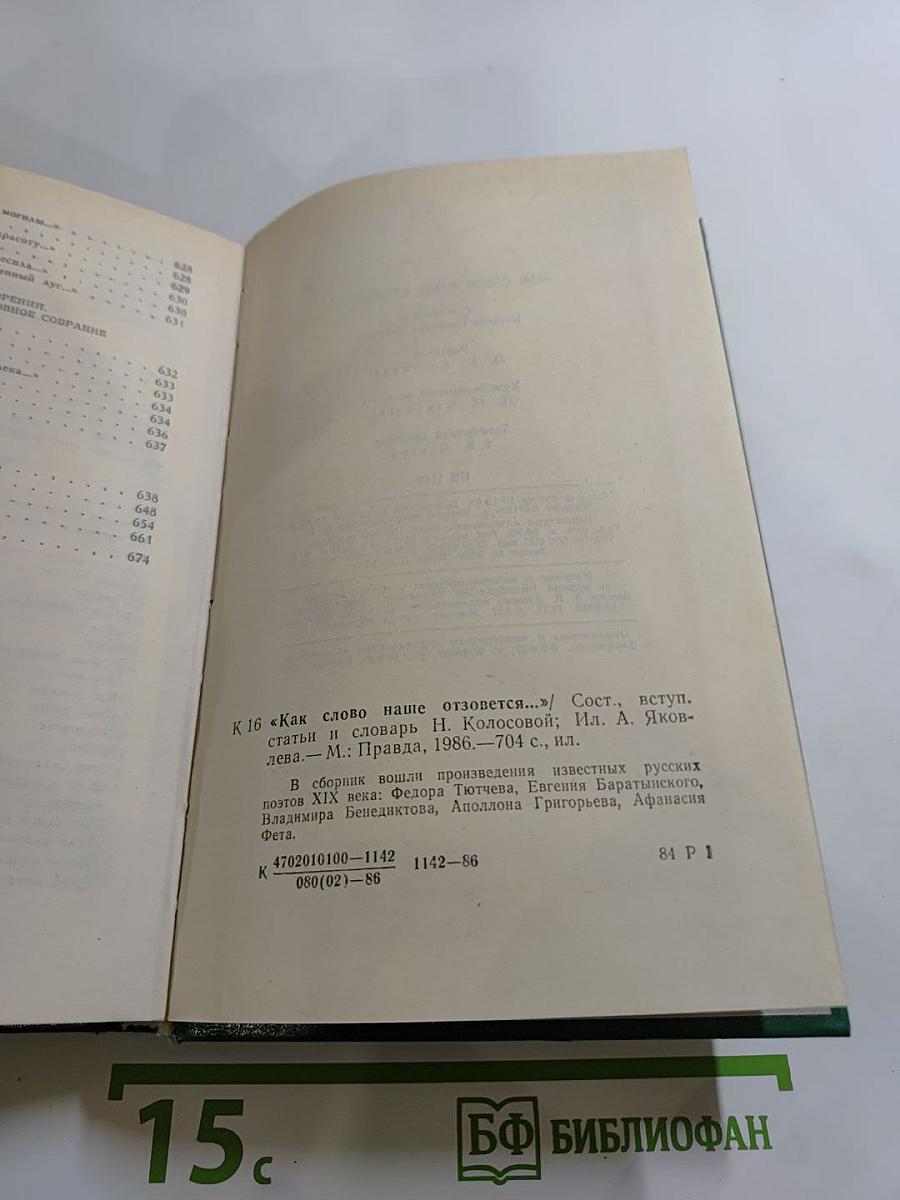 могилы...»
628
красоту...»
628
629
630
630
631
632
633
633
634
634
636
637
638
648
654
661
674
К 16 «Как слово наше отзовется...»/ Сост., вступ.
статьи и словарь Н. Колосовой; Ил. А. Яков-
лева.— М.: Правда, 1986.—704 с., ил.
В сборник вошли произведения известных русских
поэтов XIX века: Федора Тютчева, Евгения Баратынского,
Владимира Бенедиктова, Аполлона Григорьева, Афанасия
Фета.
К 4702010100—1142 1142—86 84 Р 1
080(02)—86
15 с
БФ БИБЛИОФАН